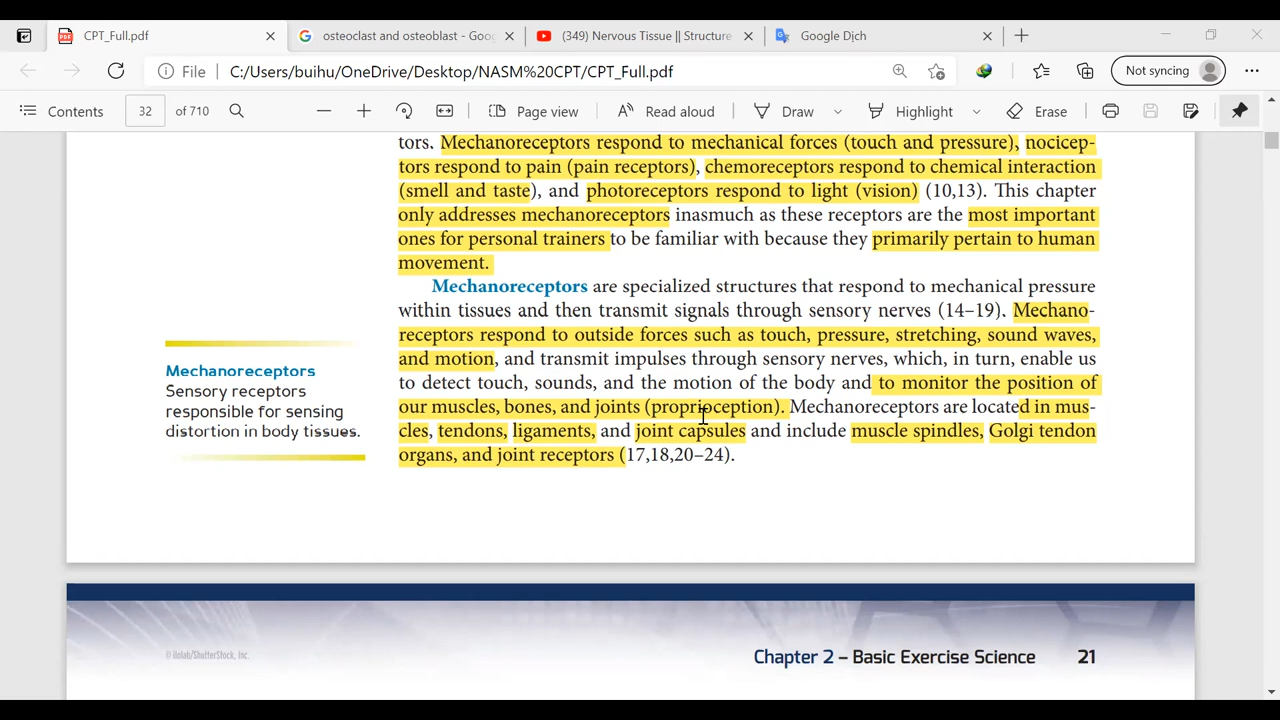 CPT_Full.pdf
osteoclast and osteoblast - Goog
(349) Nervous Tissue || Structure
Google Dịch
File
C:/Users/buihu/OneDrive/Desktop/NASM%20CPT/CPT_Full.pdf
Not syncing
Contents
32
of 710
Page view
Read aloud
Draw
Highlight
Erase
tors. Mechanoreceptors respond to mechanical forces (touch and pressure), nocicep-
tors respond to pain (pain receptors), chemoreceptors respond to chemical interaction
(smell and taste), and photoreceptors respond to light (vision) (10,13). This chapter
only addresses mechanoreceptors inasmuch as these receptors are the most important
ones for personal trainers to be familiar with because they primarily pertain to human
movement.
Mechanoreceptors are specialized structures that respond to mechanical pressure
within tissues and then transmit signals through sensory nerves (14–19). Mechano-
receptors respond to outside forces such as touch, pressure, stretching, sound waves,
and motion, and transmit impulses through sensory nerves, which, in turn, enable us
to detect touch, sounds, and the motion of the body and to monitor the position of
our muscles, bones, and joints (proprioception). Mechanoreceptors are located in mus-
cles, tendons, ligaments, and joint capsules and include muscle spindles, Golgi tendon
organs, and joint receptors (17,18,20–24).
Mechanoreceptors
Sensory receptors
responsible for sensing
distortion in body tissues.
© ilolab/ShutterStock, Inc.
Chapter 2 – Basic Exercise Science 21